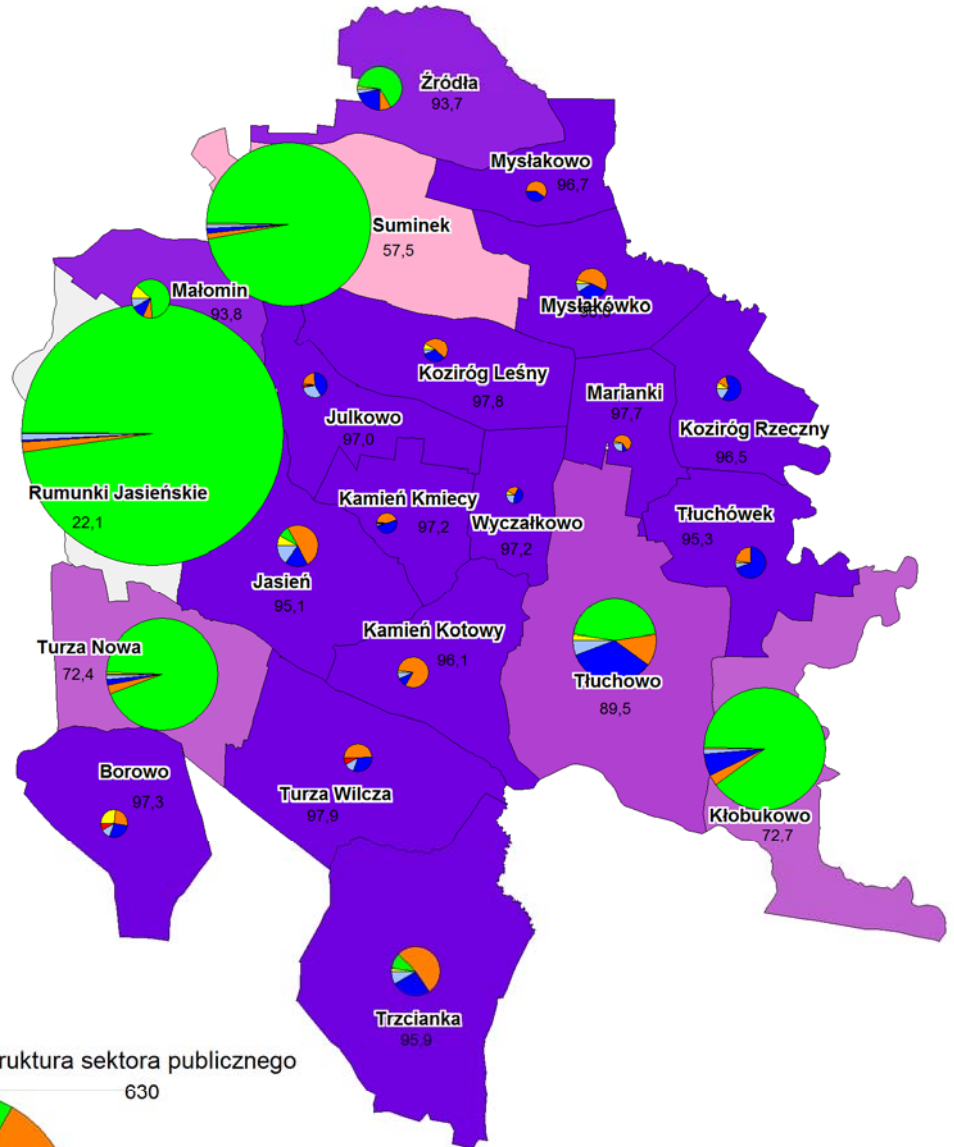 Źródła
93,7
Mysłakowo
96,7
Suminek
57,5
Małomin
93,8
Mysłakówko
Koziróg Leśny
97,8
Marianki
97,7
Julkowo
97,0
Koziróg Rzeczny
96,5
Rumunki Jasieńskie
22,1
Kamień Kmiecy
97,2
Wyczałkowo
97,2
Tłuchówek
95,3
Jasień
95,1
Kamień Kotowy
96,1
Turza Nowa
72,4
Tłuchowo
89,5
Borowo
97,3
Turza Wilcza
97,9
Kłobukowo
72,7
Trzcianka
95,9
ruktura sektora publicznego
630